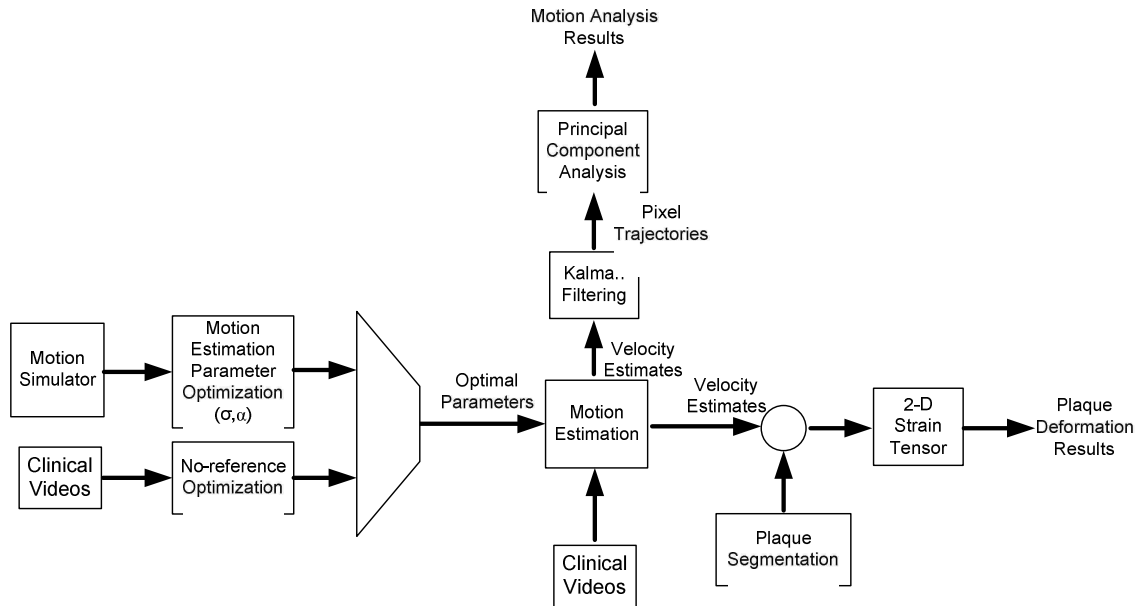 Motion Analysis
Results
Principal
Component
Analysis
Pixel
Trajectories
Kalma..
Filtering
Velocity
Estimates
Motion
Simulator
Motion
Estimation
Parameter
Optimization
(σ,α)
Optimal
Parameters
Motion
Estimation
Velocity
Estimates
2-D
Strain
Tensor
Plaque
Deformation
Results
Clinical
Videos
No-reference
Optimization
Clinical
Videos
Plaque
Segmentation